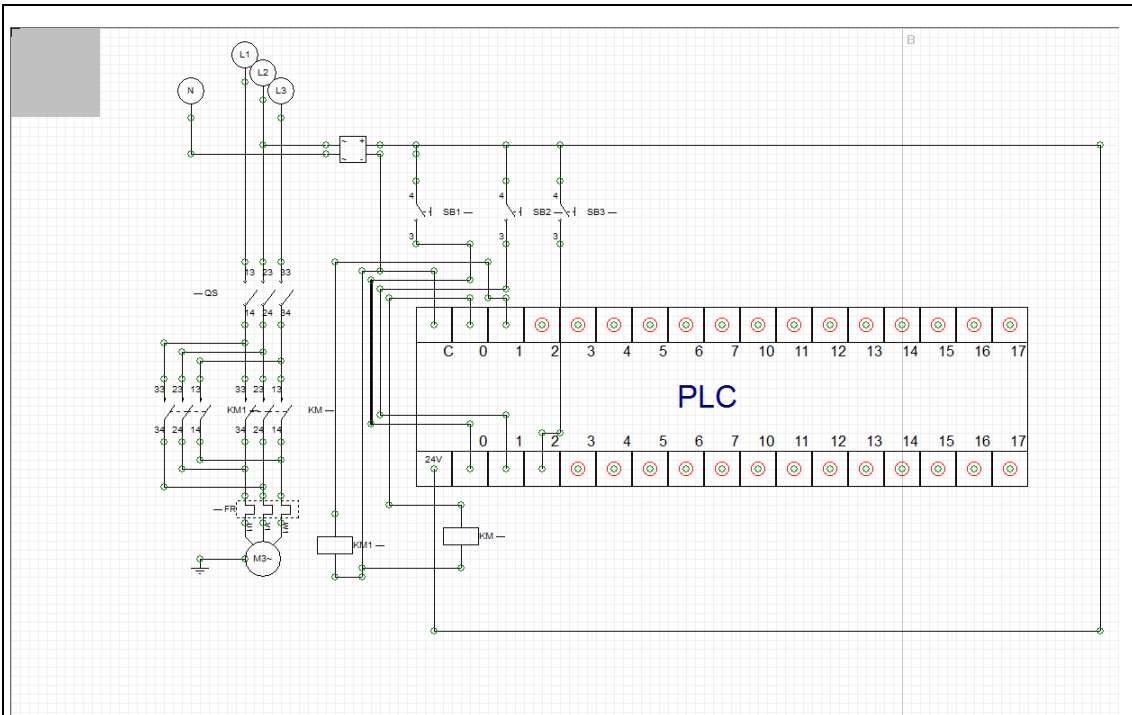 B
L1
L2
N L3
~ +
~ -
4 4 4
SB1 — SB2 — SB3 —
3 3 3
13 23 33
— QS
14 24 34
C 0 1 2 3 4 5 6 7 10 11 12 13 14 15 16 17
33 23 13 33 23 13
PLC
KM1 — KM —
34 24 14 34 24 14
0 1 2 3 4 5 6 7 10 11 12 13 14 15 16 17
24V
— FR
KM1 — KM —
M3~